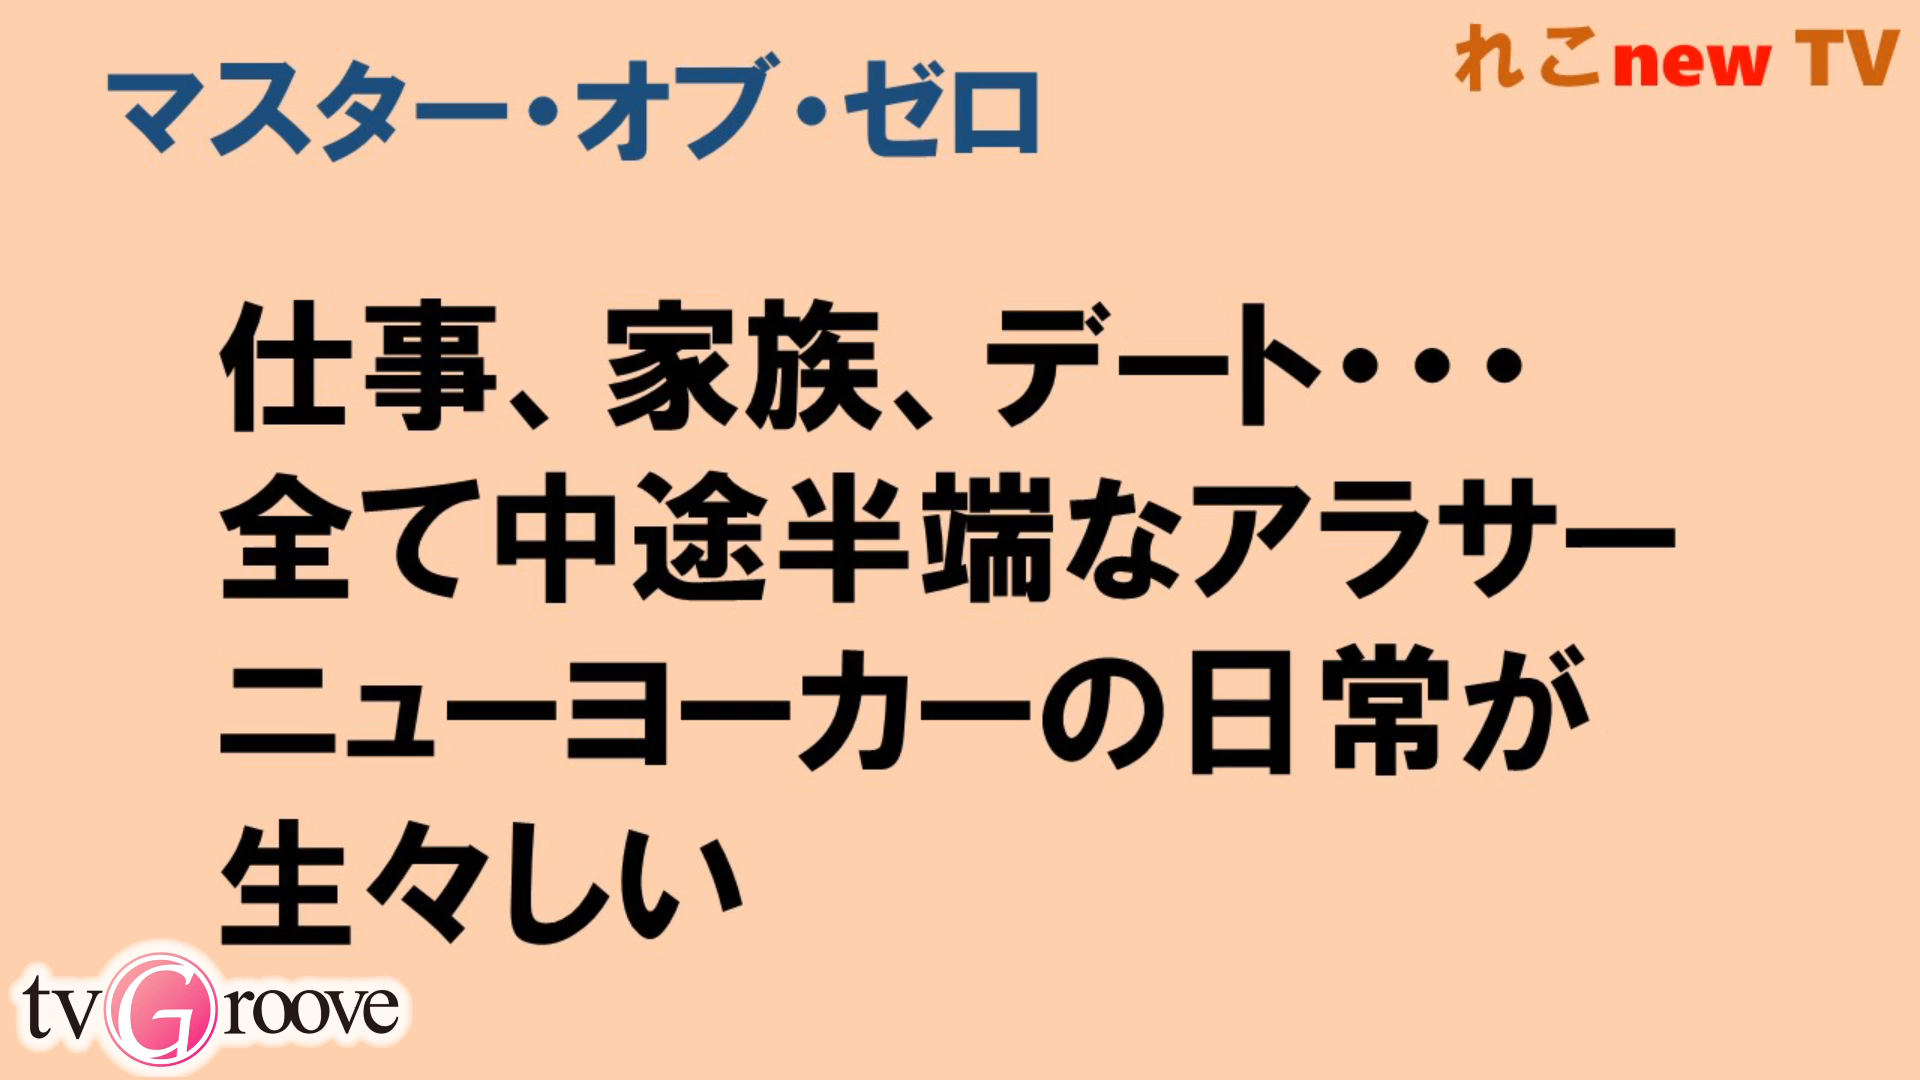 れこnew TV
マスター・オブ・ゼロ
仕事、家族、デート・・・
全て中途半端なアラサー
ニューヨーカーの日常が
生々しい
tvGroove